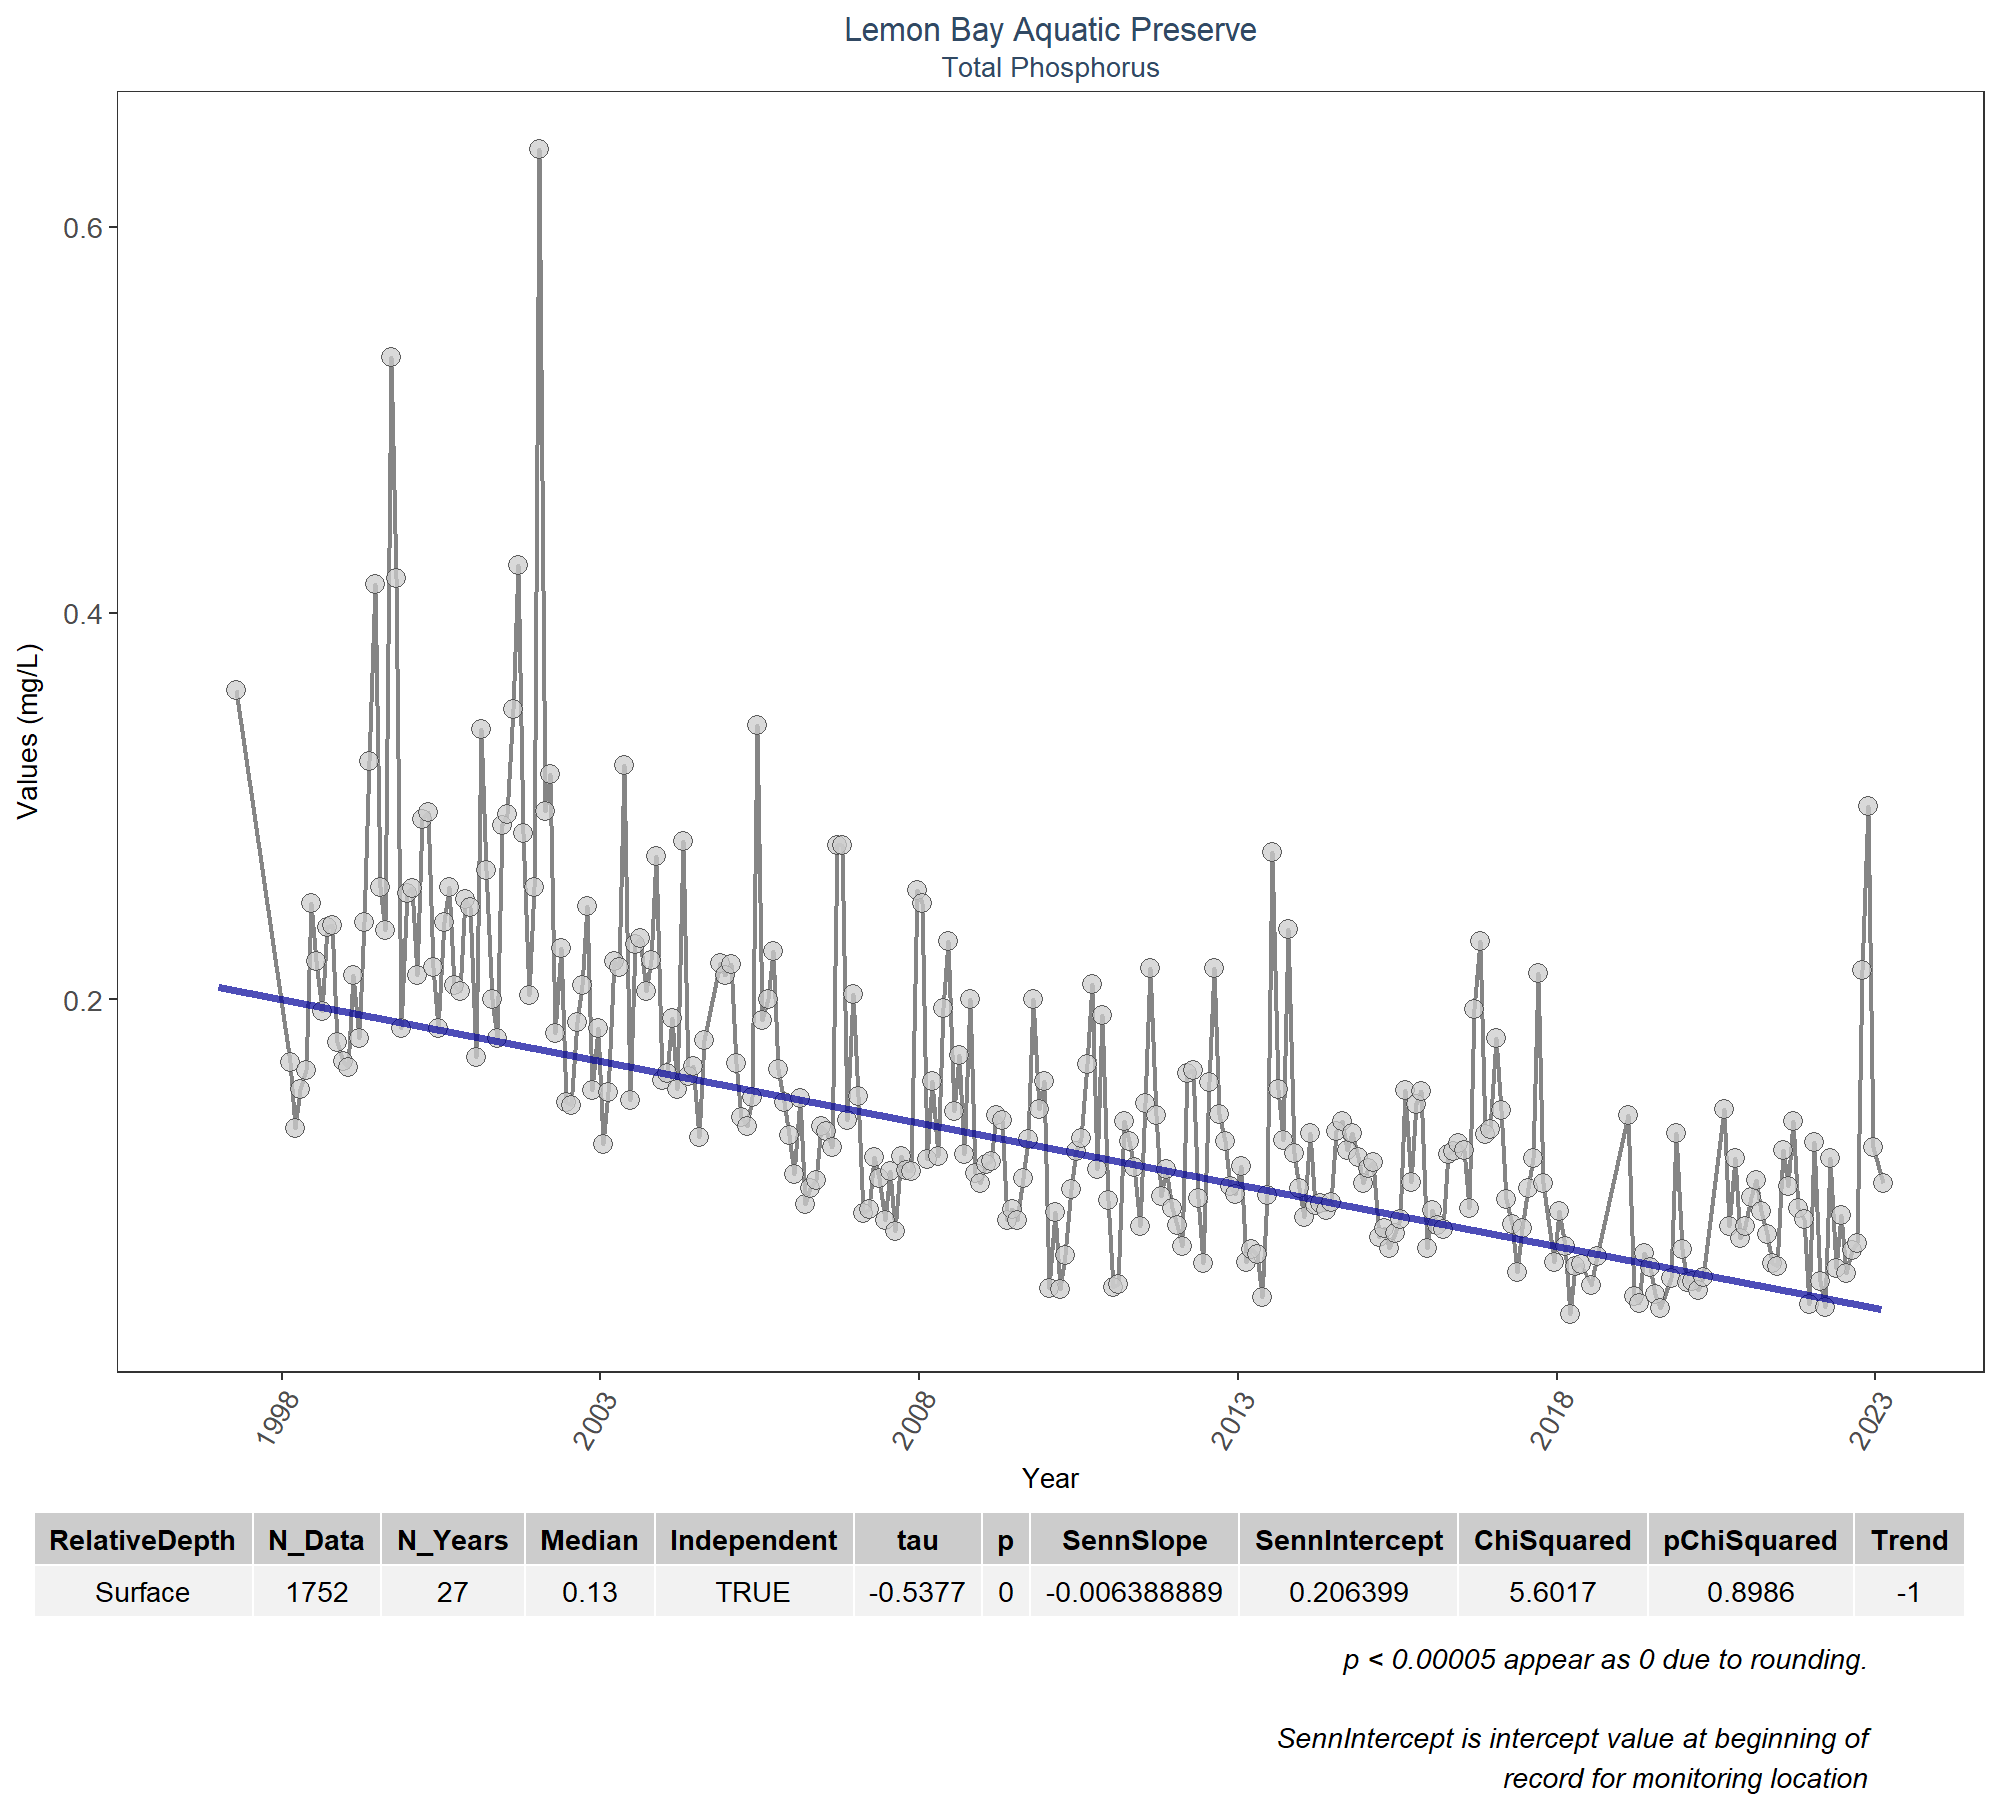 Lemon Bay Aquatic Preserve
Total Phosphorus
Values (mg/L)
0.6
0.4
0.2
1998 2003 2008 2013 2018 2023
Year
RelativeDepth N_Data N_Years Median Independent tau p SennSlope SennIntercept ChiSquared pChiSquared Trend
Surface 1752 27 0.13 TRUE -0.5377 0 -0.006388889 0.206399 5.6017 0.8986 -1
p < 0.00005 appear as 0 due to rounding.
SennIntercept is intercept value at beginning of
record for monitoring location